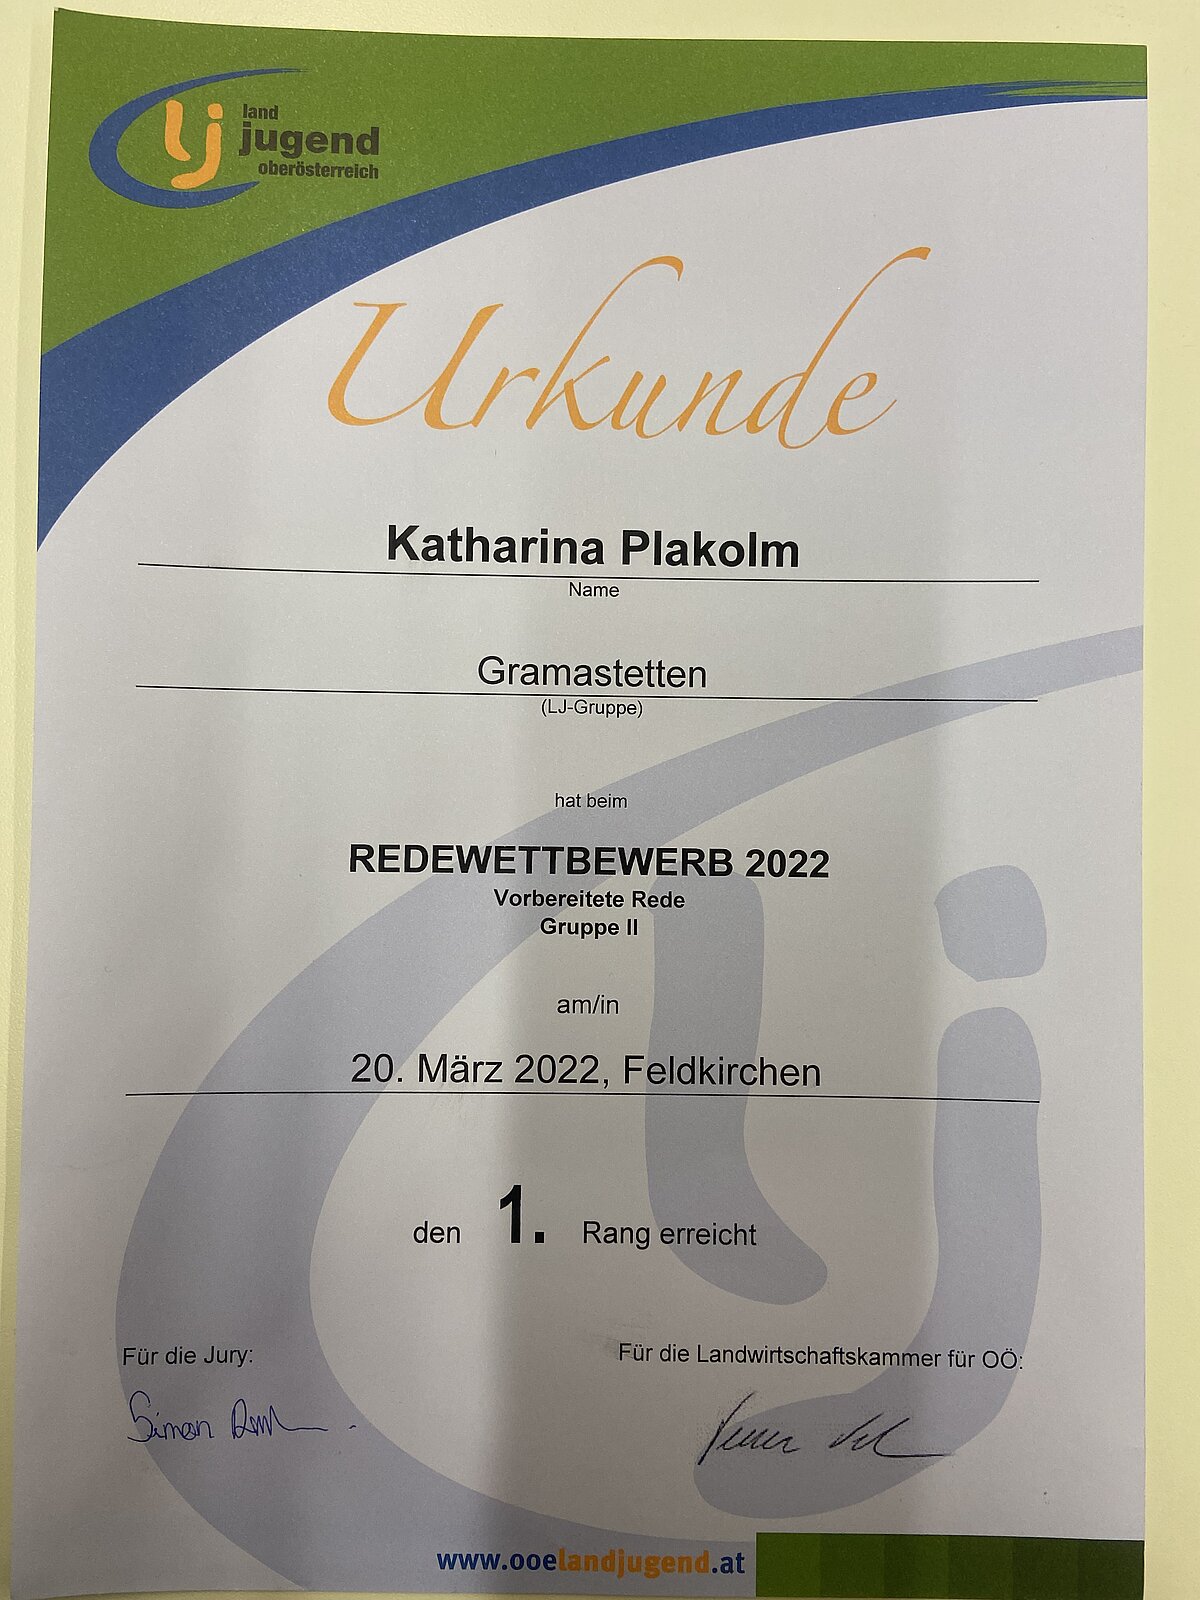 lj
land
jugend
oberösterreich
Urkunde
Katharina Plakolm
Name
Gramastetten
(LJ-Gruppe)
hat beim
REDEWETTBEWERB 2022
Vorbereitete Rede
Gruppe II
am/in
20. März 2022, Feldkirchen
den 1. Rang erreicht
Für die Jury:
Für die Landwirtschaftskammer für OÖ:
Simon
www.ooelandjugend.at